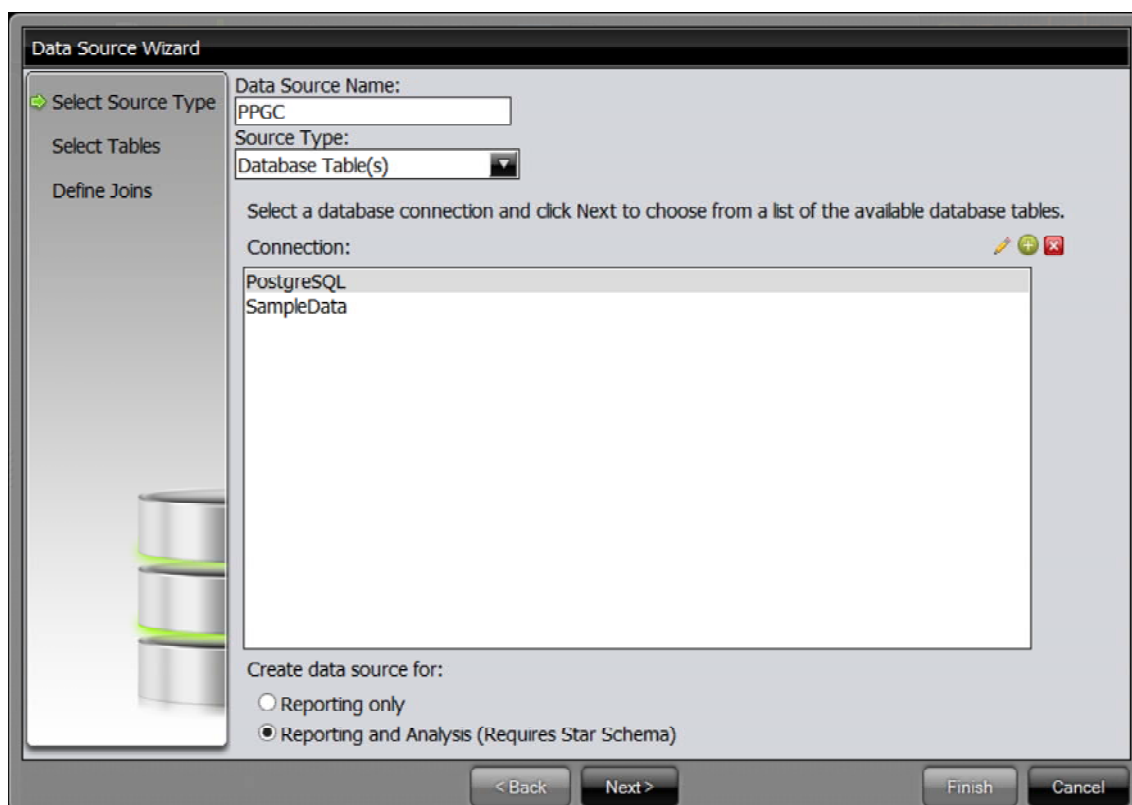 Data Source Wizard
Select Source Type
Select Tables
Define Joins
Data Source Name:
PPGC
Source Type:
Database Table(s)
Select a database connection and click Next to choose from a list of the available database tables.
Connection:
PostgreSQL
SampleData
Create data source for:
Reporting only
Reporting and Analysis (Requires Star Schema)
< Back
Next >
Finish
Cancel